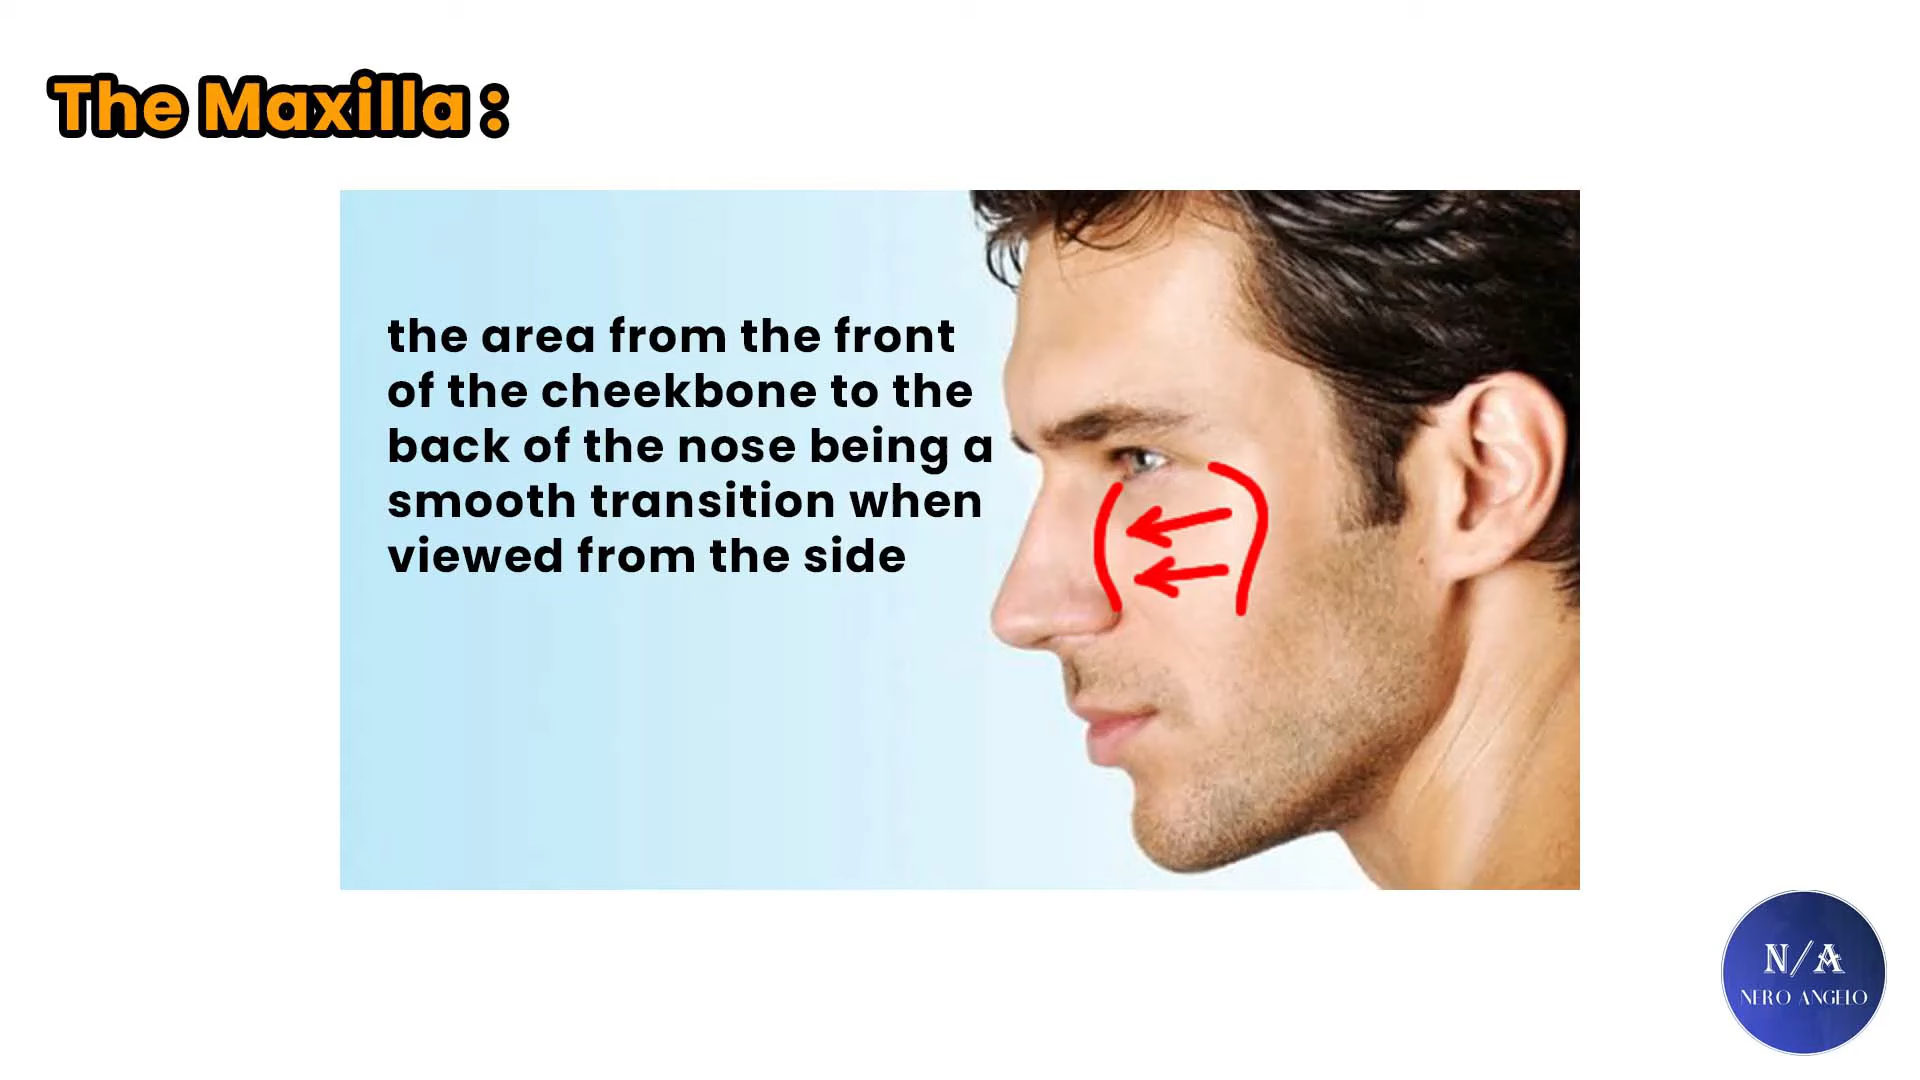 The Maxilla :
the area from the front
of the cheekbone to the
back of the nose being a
smooth transition when
viewed from the side
N/A
NERO ANGELO